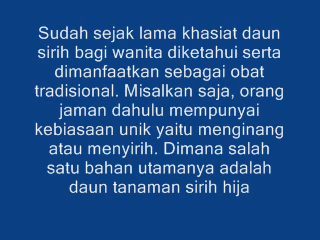 Sudah sejak lama khasiat daun
sirih bagi wanita diketahui serta
dimanfaatkan sebagai obat
tradisional. Misalkan saja, orang
jaman dahulu mempunyai
kebiasaan unik yaitu menginang
atau menyirih. Dimana salah
satu bahan utamanya adalah
daun tanaman sirih hija